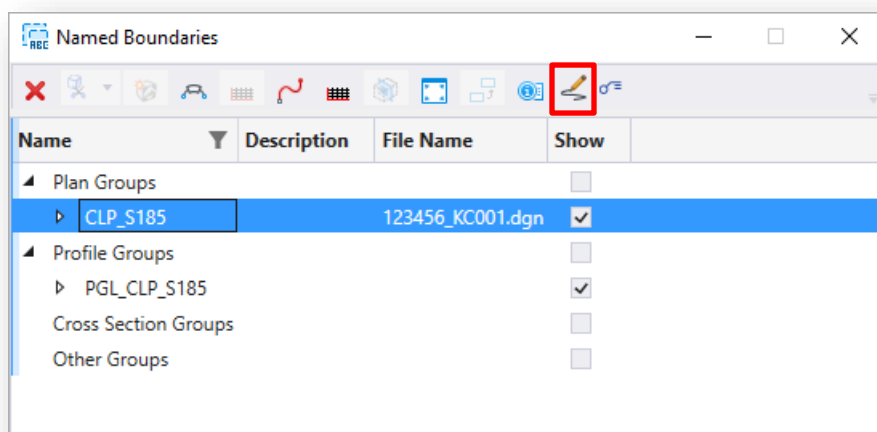 ABC Named Boundaries
Name Description File Name Show
Plan Groups
CLP_S185 123456_KC001.dgn
Profile Groups
PGL_CLP_S185
Cross Section Groups
Other Groups